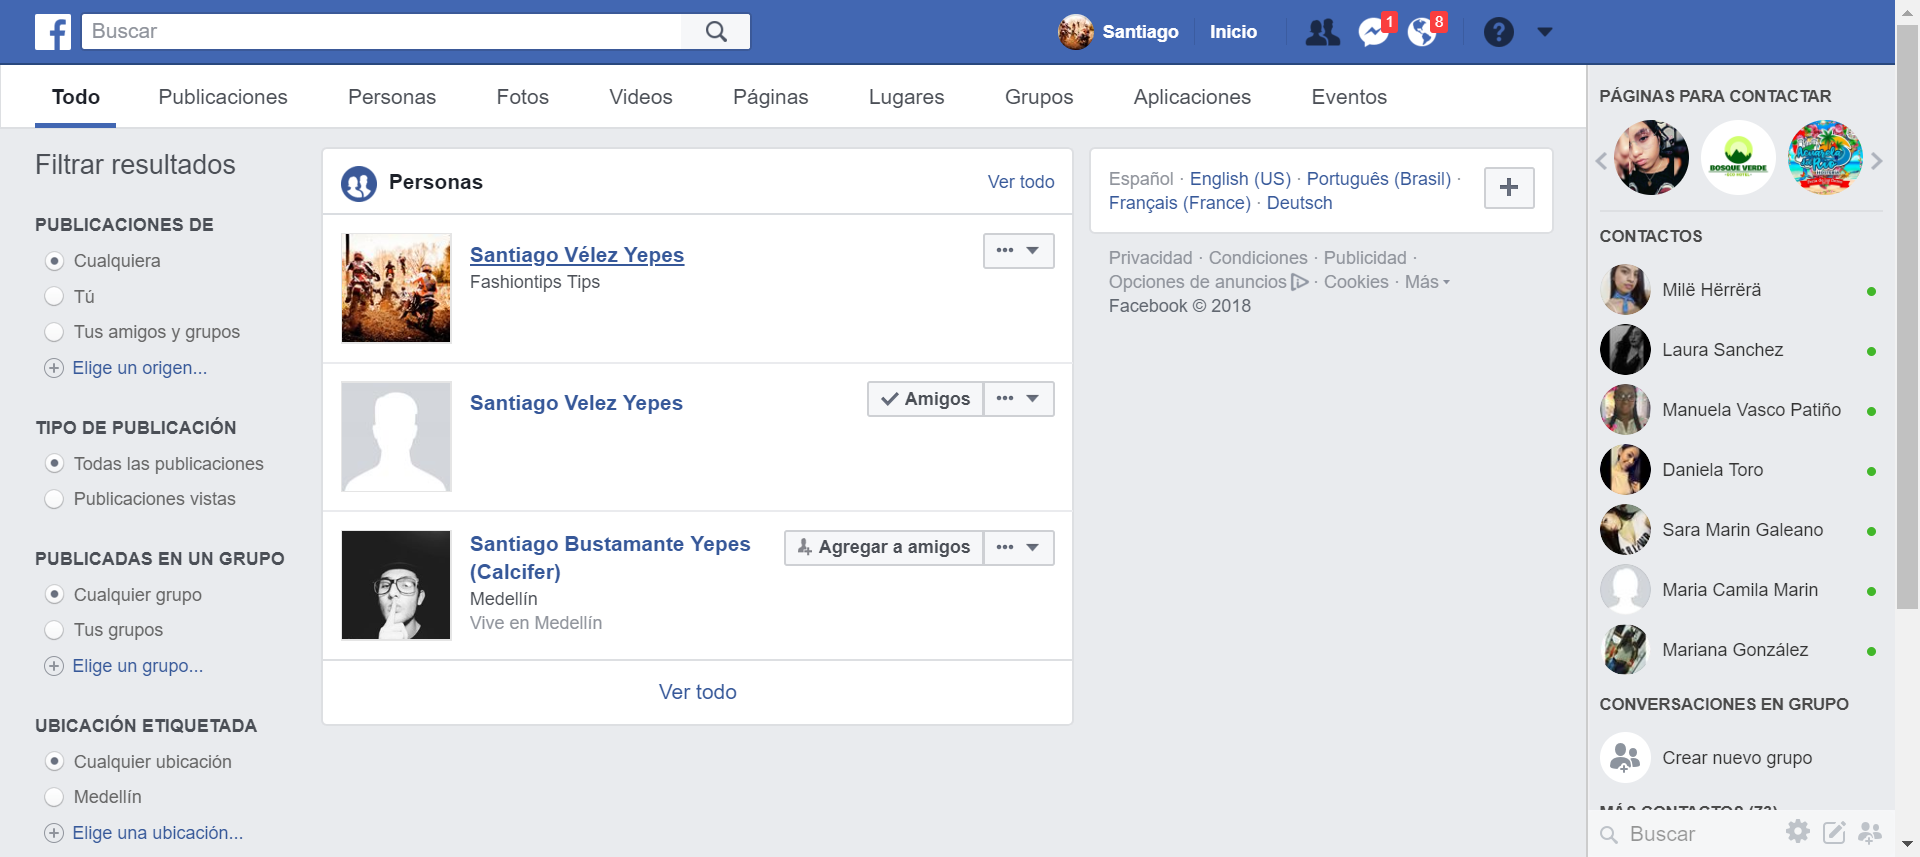 Buscar
Santiago
Inicio
1
8
Todo
Publicaciones
Personas
Fotos
Videos
Páginas
Lugares
Grupos
Aplicaciones
Eventos
Filtrar resultados
PUBLICACIONES DE
Cualquiera
Tú
Tus amigos y grupos
Elige un origen...
TIPO DE PUBLICACIÓN
Todas las publicaciones
Publicaciones vistas
PUBLICADAS EN UN GRUPO
Cualquier grupo
Tus grupos
Elige un grupo...
UBICACIÓN ETIQUETADA
Cualquier ubicación
Medellín
Elige una ubicación...
Personas
Ver todo
Santiago Vélez Yepes
Fashiontips Tips
Santiago Velez Yepes
Amigos
Santiago Bustamante Yepes
(Calcifer)
Agregar a amigos
Medellín
Vive en Medellín
Ver todo
Español · English (US) · Português (Brasil) ·
Français (France) · Deutsch
Privacidad · Condiciones · Publicidad ·
Opciones de anuncios · Cookies · Más
Facebook © 2018
PÁGINAS PARA CONTACTAR
BOSQUE VERDE
CONTACTOS
Milë Hërrërä
Laura Sanchez
Manuela Vasco Patiño
Daniela Toro
Sara Marin Galeano
Maria Camila Marin
Mariana González
CONVERSACIONES EN GRUPO
Crear nuevo grupo
MÁS CONTACTOS (73)
Buscar